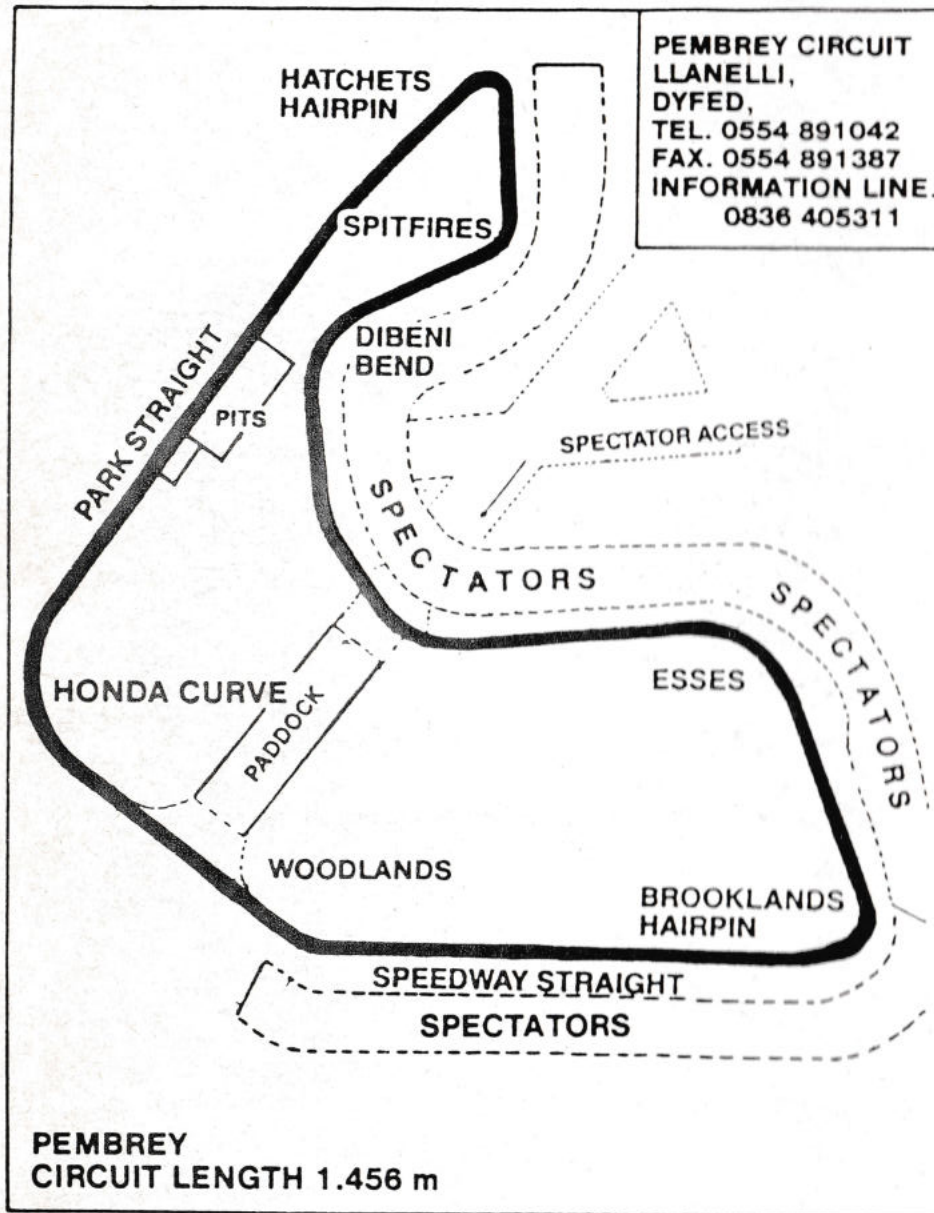 HATCHETS
HAIRPIN
PEMBREY CIRCUIT
LLANELLI,
DYFED,
TEL. 0554 891042
FAX. 0554 891387
INFORMATION LINE.
0836 405311
SPITFIRES
DIBENI
BEND
PARK STRAIGHT
PITS
SPECTATOR ACCESS
SPECTATORS
SPECTATORS
HONDA CURVE
PADDOCK
ESSES
WOODLANDS
BROOKLANDS
HAIRPIN
SPEEDWAY STRAIGHT
SPECTATORS
PEMBREY
CIRCUIT LENGTH 1.456 m